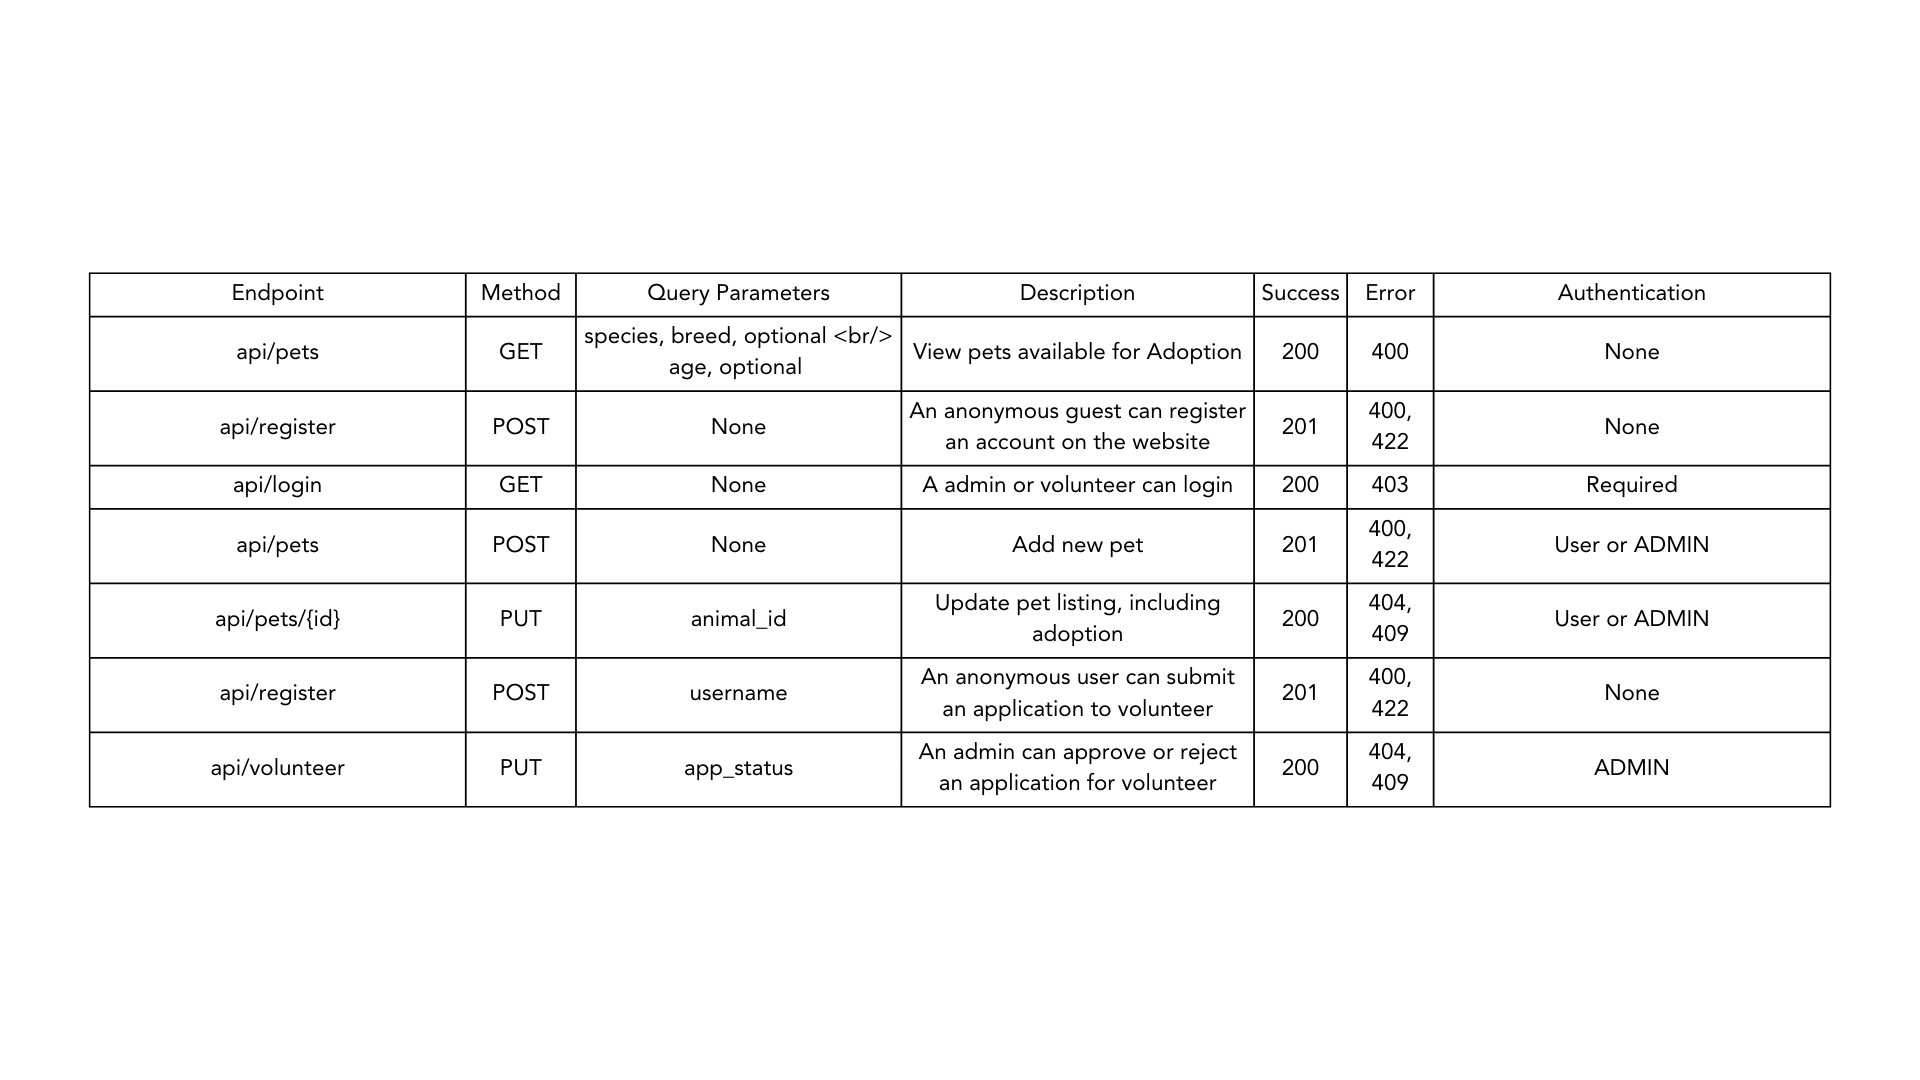 Endpoint Method Query Parameters Description Success Error Authentication
api/pets GET species, breed, optional <br/> age, optional View pets available for Adoption 200 400 None
api/register POST None An anonymous guest can register an account on the website 201 400, 422 None
api/login GET None A admin or volunteer can login 200 403 Required
api/pets POST None Add new pet 201 400, 422 User or ADMIN
api/pets/{id} PUT animal_id Update pet listing, including adoption 200 404, 409 User or ADMIN
api/register POST username An anonymous user can submit an application to volunteer 201 400, 422 None
api/volunteer PUT app_status An admin can approve or reject an application for volunteer 200 404, 409 ADMIN